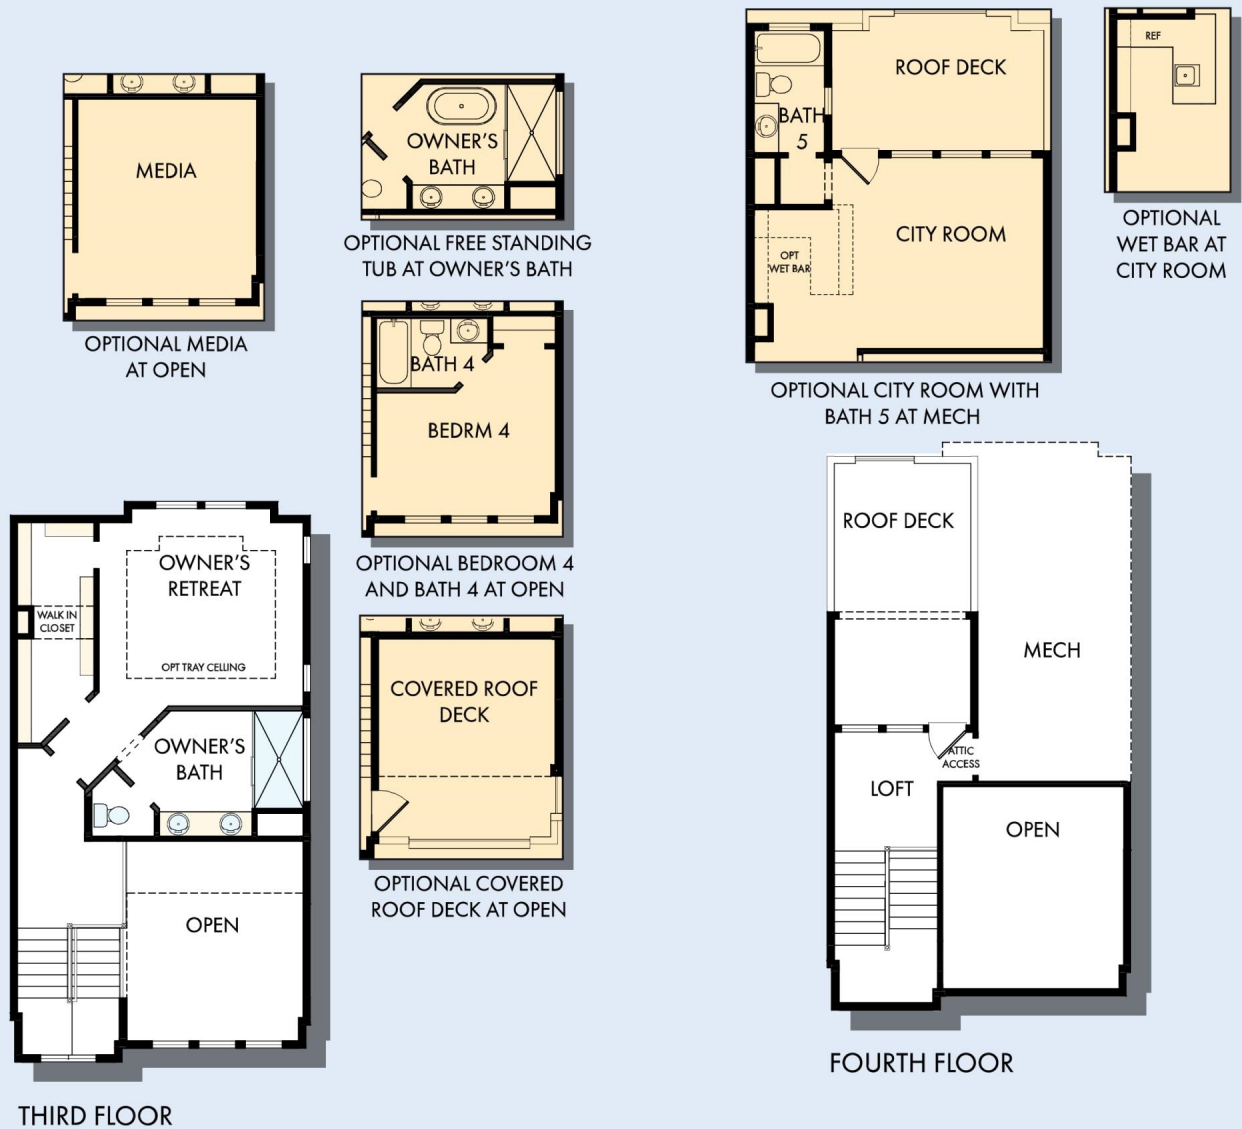 MEDIA
OPTIONAL MEDIA
AT OPEN
OWNER'S
BATH
OPTIONAL FREE STANDING
TUB AT OWNER'S BATH
BATH 4
BEDRM 4
OPTIONAL BEDROOM 4
AND BATH 4 AT OPEN
COVERED ROOF
DECK
OPTIONAL COVERED
ROOF DECK AT OPEN
OWNER'S
RETREAT
WALK IN
CLOSET
OPT TRAY CELLING
OWNER'S
BATH
OPEN
THIRD FLOOR
ROOF DECK
BATH
5
CITY ROOM
OPT
WET BAR
OPTIONAL CITY ROOM WITH
BATH 5 AT MECH
REF
OPTIONAL
WET BAR AT
CITY ROOM
ROOF DECK
MECH
ATTIC
ACCESS
LOFT
OPEN
FOURTH FLOOR